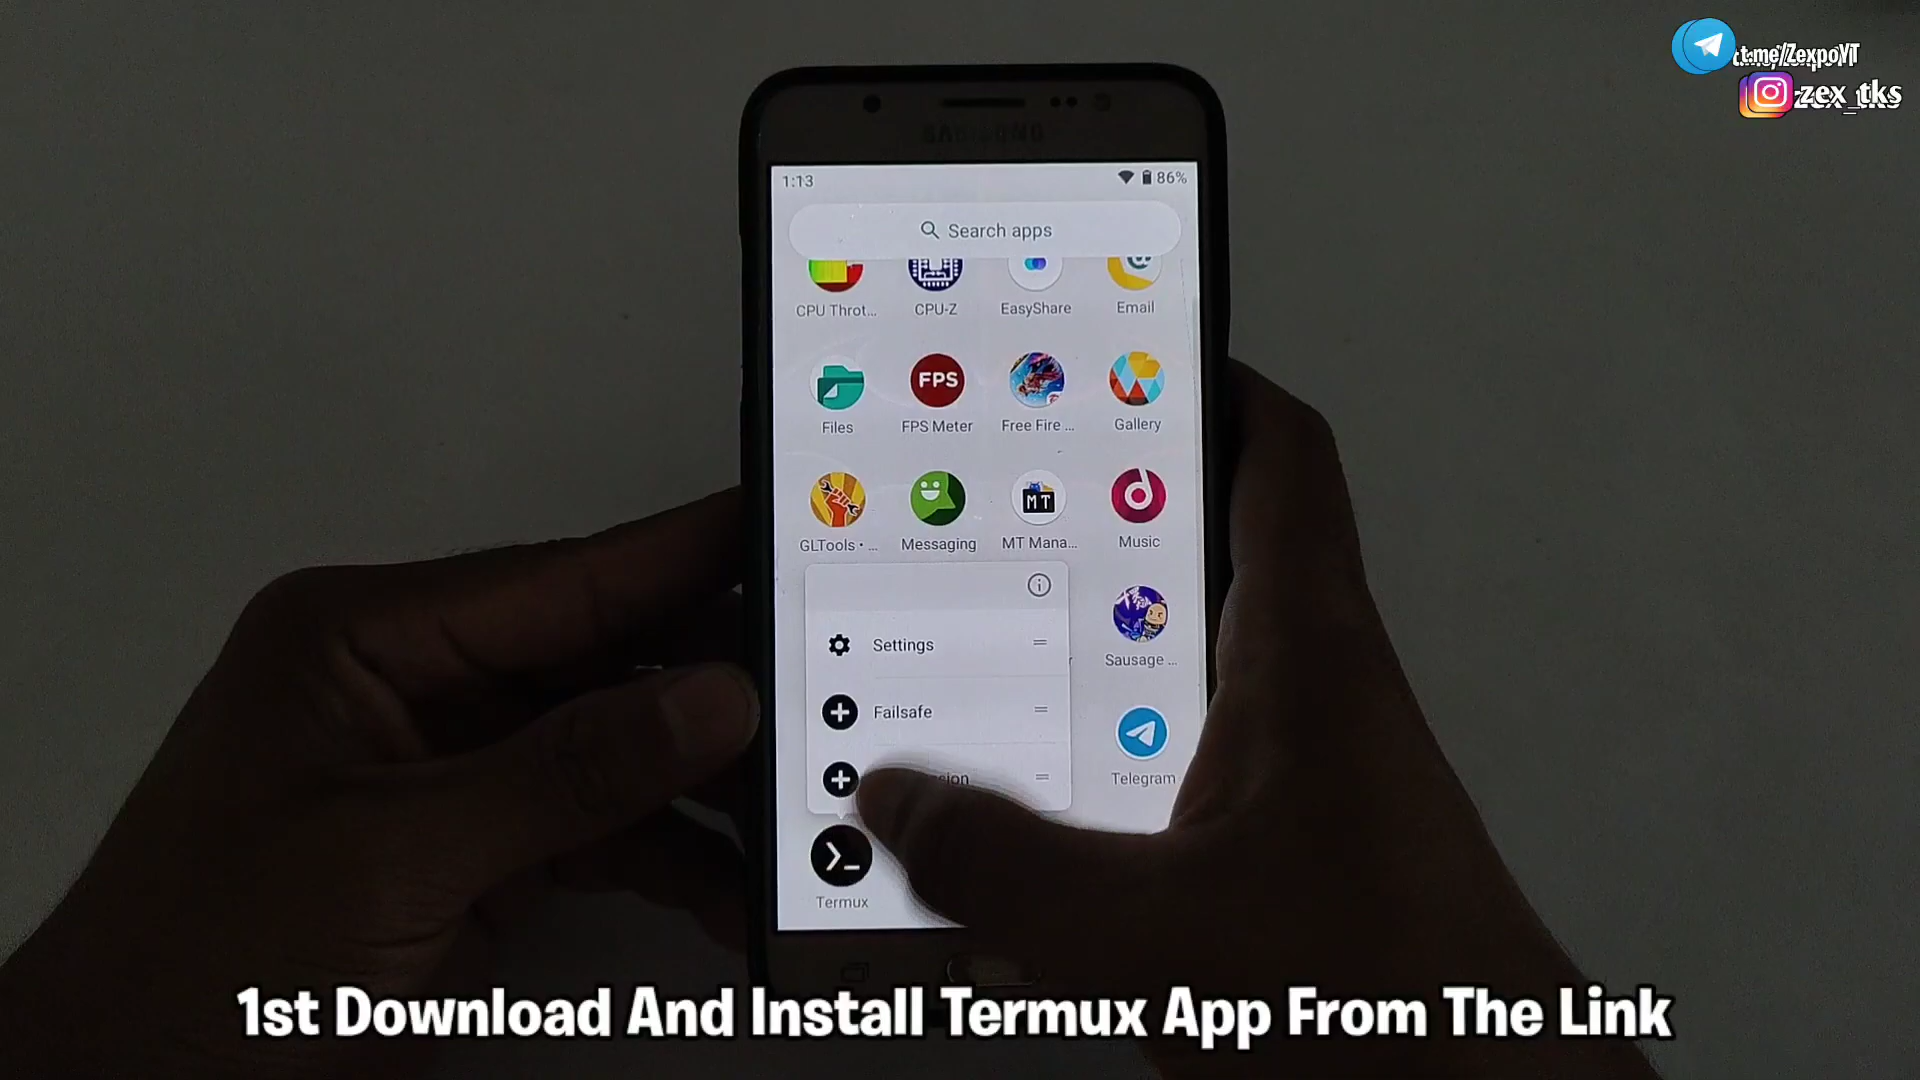 t.me/ZexpoYT
zex_tks
SAMSUNG
1:13
86%
Search apps
CPU Throt...
CPU-Z
EasyShare
Email
FPS
Files
FPS Meter
Free Fire ...
Gallery
MT
GLTools • ...
Messaging
MT Mana...
Music
Settings
Sausage ...
Failsafe
Telegram
>_
Termux
1st Download And Install Termux App From The Link